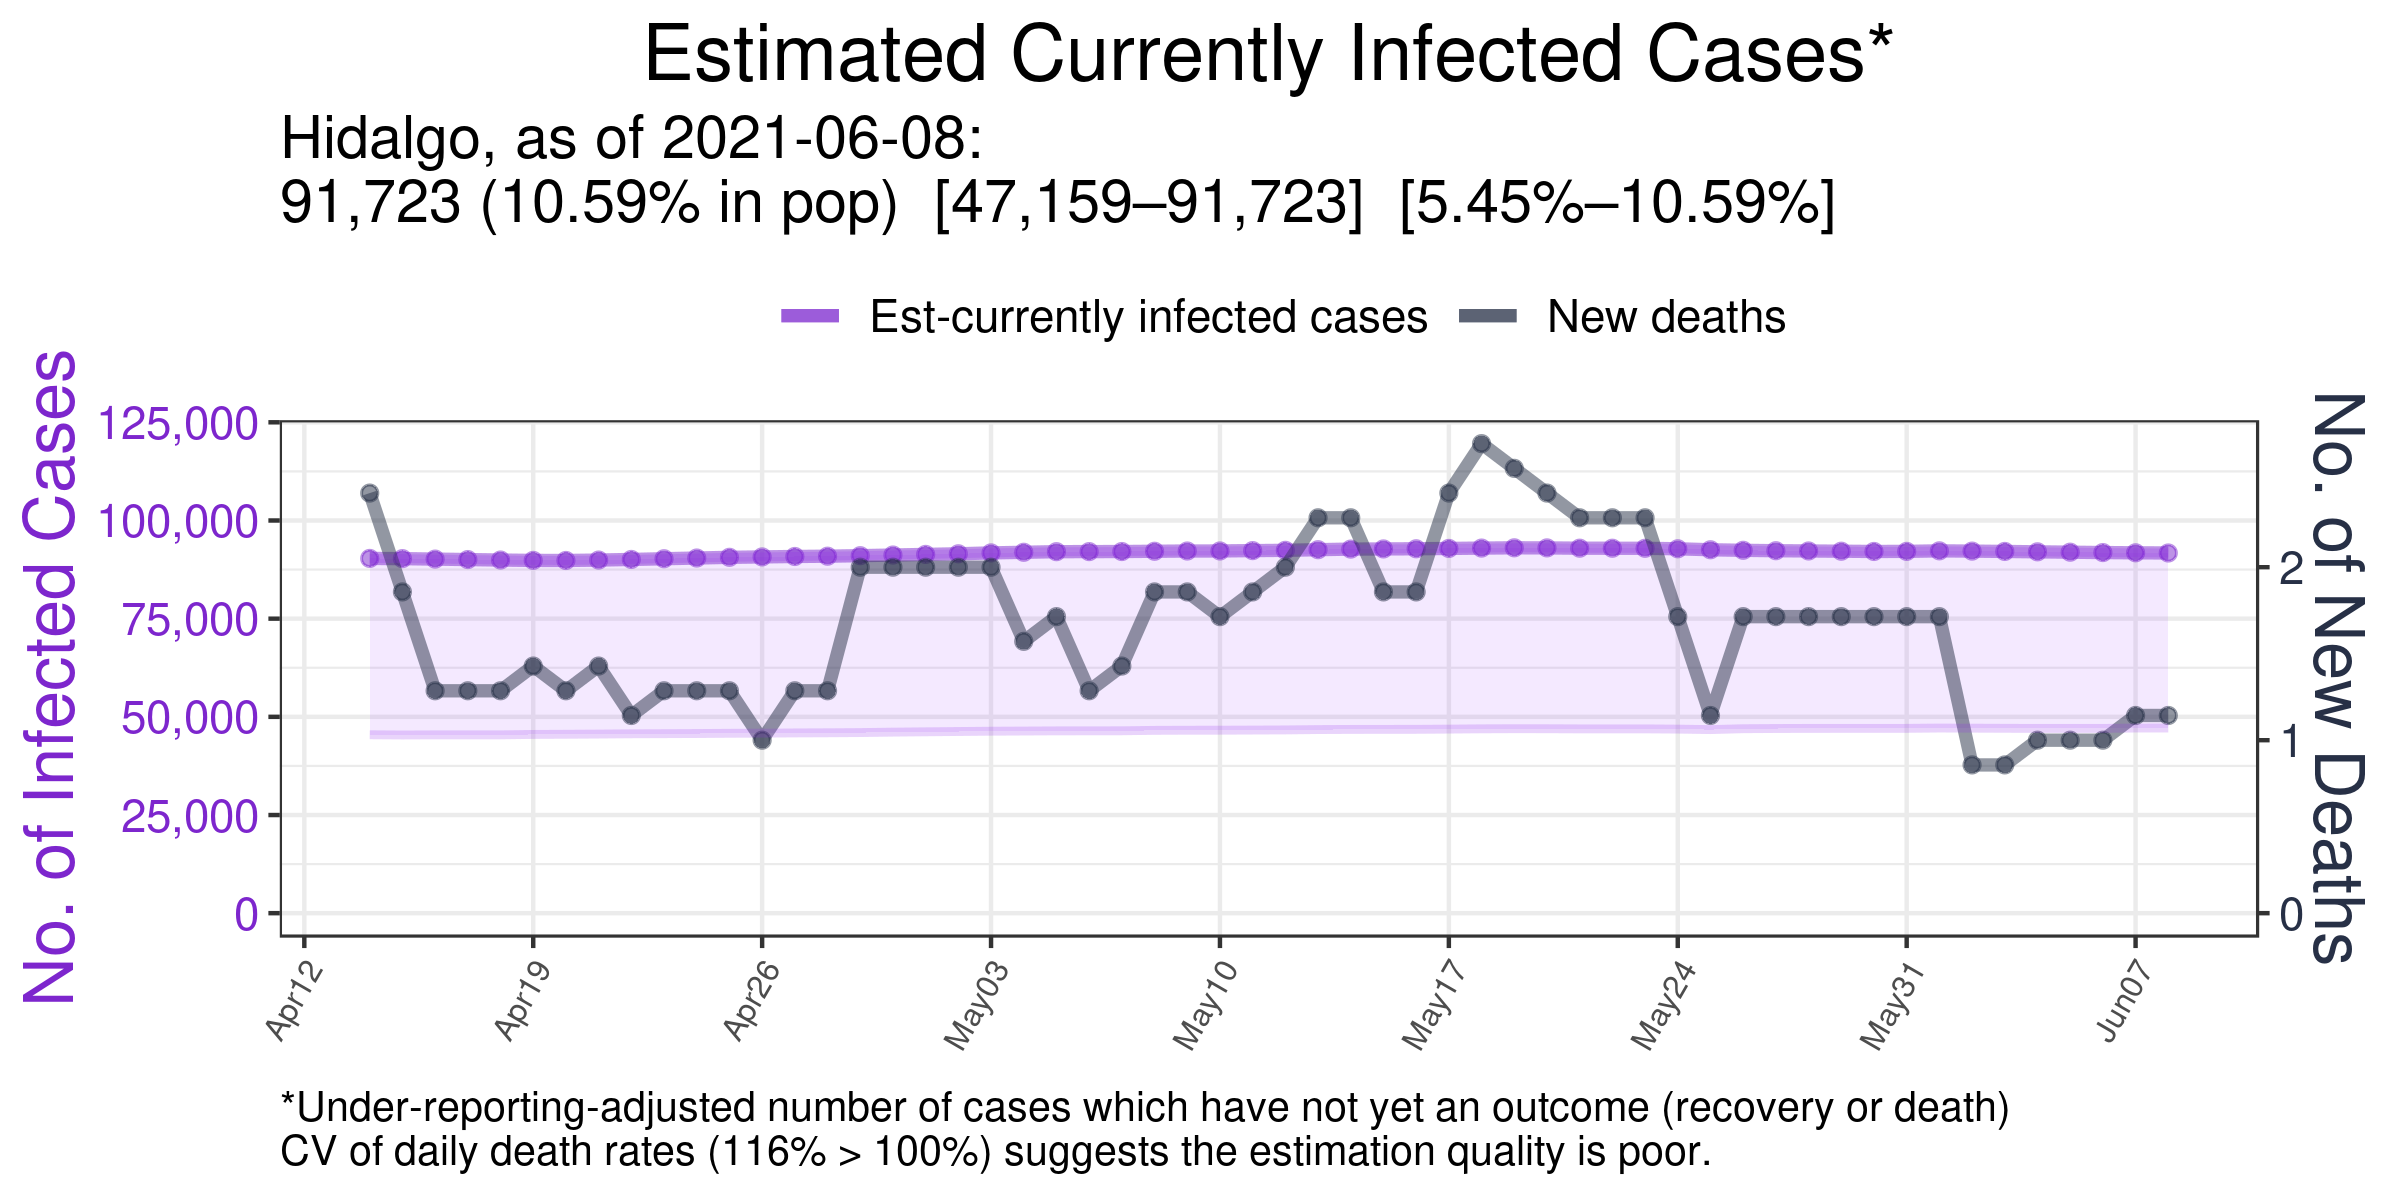 Estimated Currently Infected Cases*
Hidalgo, as of 2021-06-08:
91,723 (10.59% in pop)  [47,159–91,723]  [5.45%–10.59%]
Est-currently infected cases
New deaths
No. of Infected Cases
125,000
100,000
75,000
50,000
25,000
0
No. of New Deaths
2
1
0
Apr12
Apr19
Apr26
May03
May10
May17
May24
May31
Jun07
*Under-reporting-adjusted number of cases which have not yet an outcome (recovery or death)
CV of daily death rates (116% > 100%) suggests the estimation quality is poor.